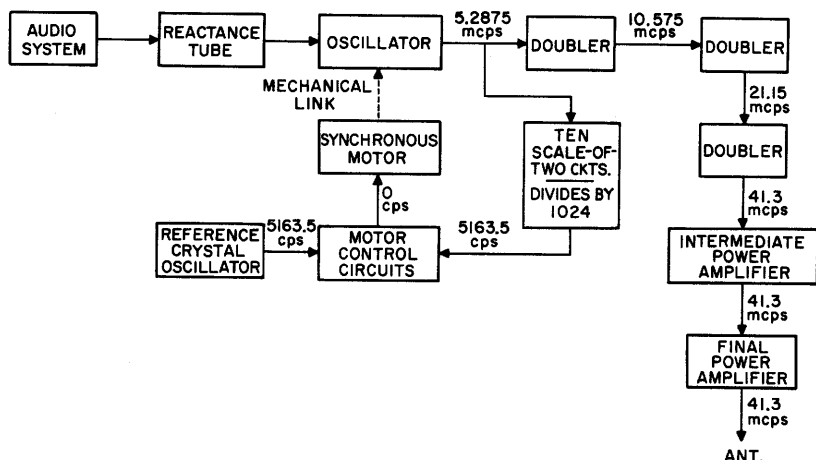 AUDIO
SYSTEM
REACTANCE
TUBE
OSCILLATOR
5.2875
mcps
DOUBLER
10.575
mcps
DOUBLER
21.15
mcps
DOUBLER
41.3
mcps
INTERMEDIATE
POWER
AMPLIFIER
41.3
mcps
FINAL
POWER
AMPLIFIER
41.3
mcps
ANT.
MECHANICAL
LINK
SYNCHRONOUS
MOTOR
0
cps
TEN
SCALE-OF-
TWO CKTS.
DIVIDES BY
1024
REFERENCE
CRYSTAL
OSCILLATOR
5163.5
cps
MOTOR
CONTROL
CIRCUITS
5163.5
cps